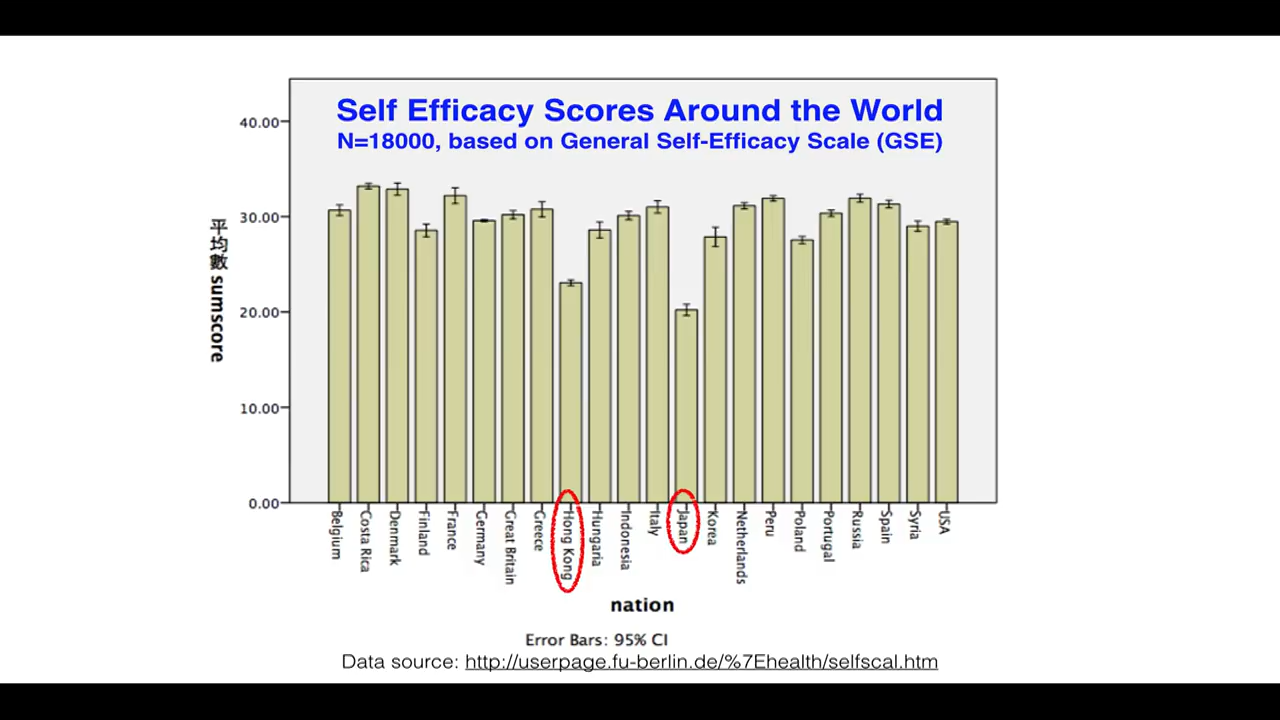 Self Efficacy Scores Around the World
N=18000, based on General Self-Efficacy Scale (GSE)
40.00
30.00
20.00
10.00
0.00
平均數 sumscore
Belgium
Costa Rica
Denmark
Finland
France
Germany
Great Britain
Greece
Hong Kong
Hungaria
Indonesia
Italy
Japan
Korea
Netherlands
Peru
Poland
Portugal
Russia
Spain
Syria
USA
nation
Error Bars: 95% CI
Data source: http://userpage.fu-berlin.de/%7Ehealth/selfscal.htm